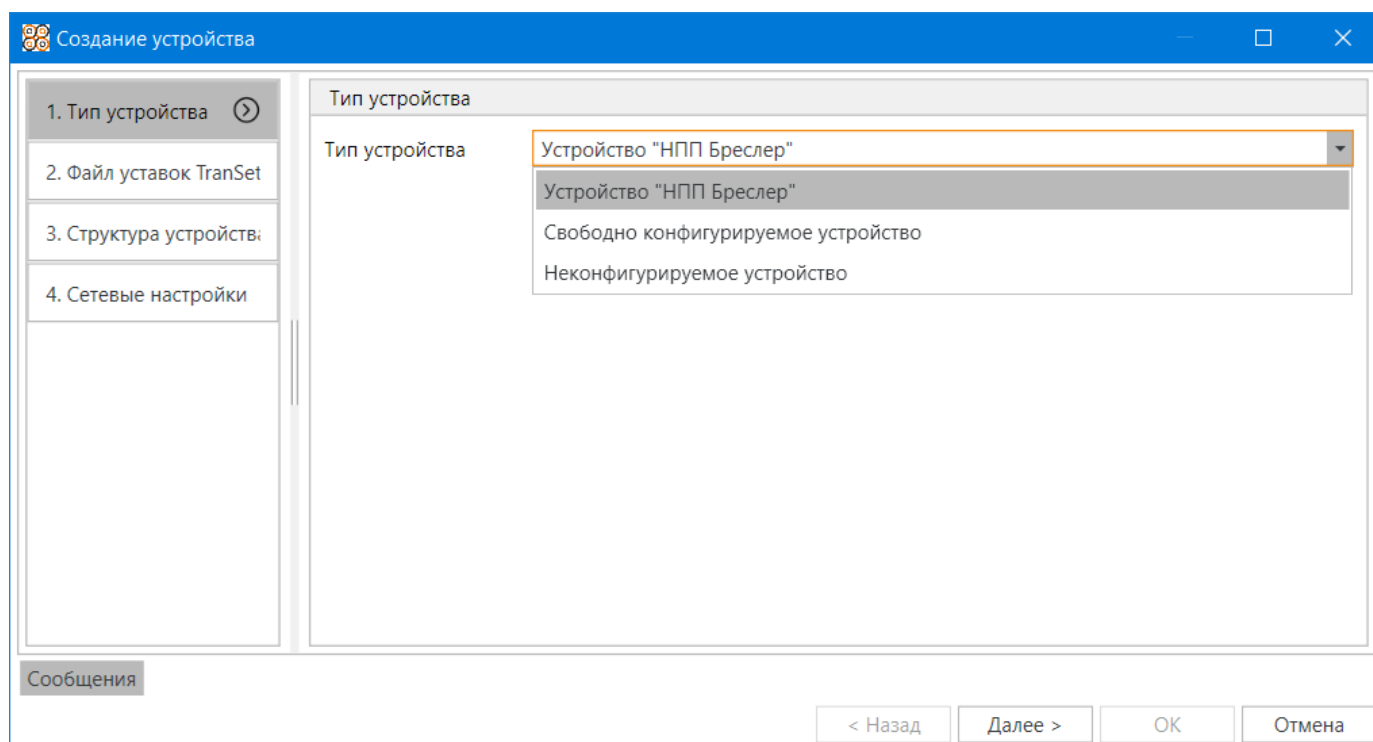 Создание устройства
1. Тип устройства
2. Файл уставок TranSet
3. Структура устройства
4. Сетевые настройки
Тип устройства
Тип устройства
Устройство "НПП Бреслер"
Устройство "НПП Бреслер"
Свободно конфигурируемое устройство
Неконфигурируемое устройство
Сообщения
< Назад
Далее >
OK
Отмена